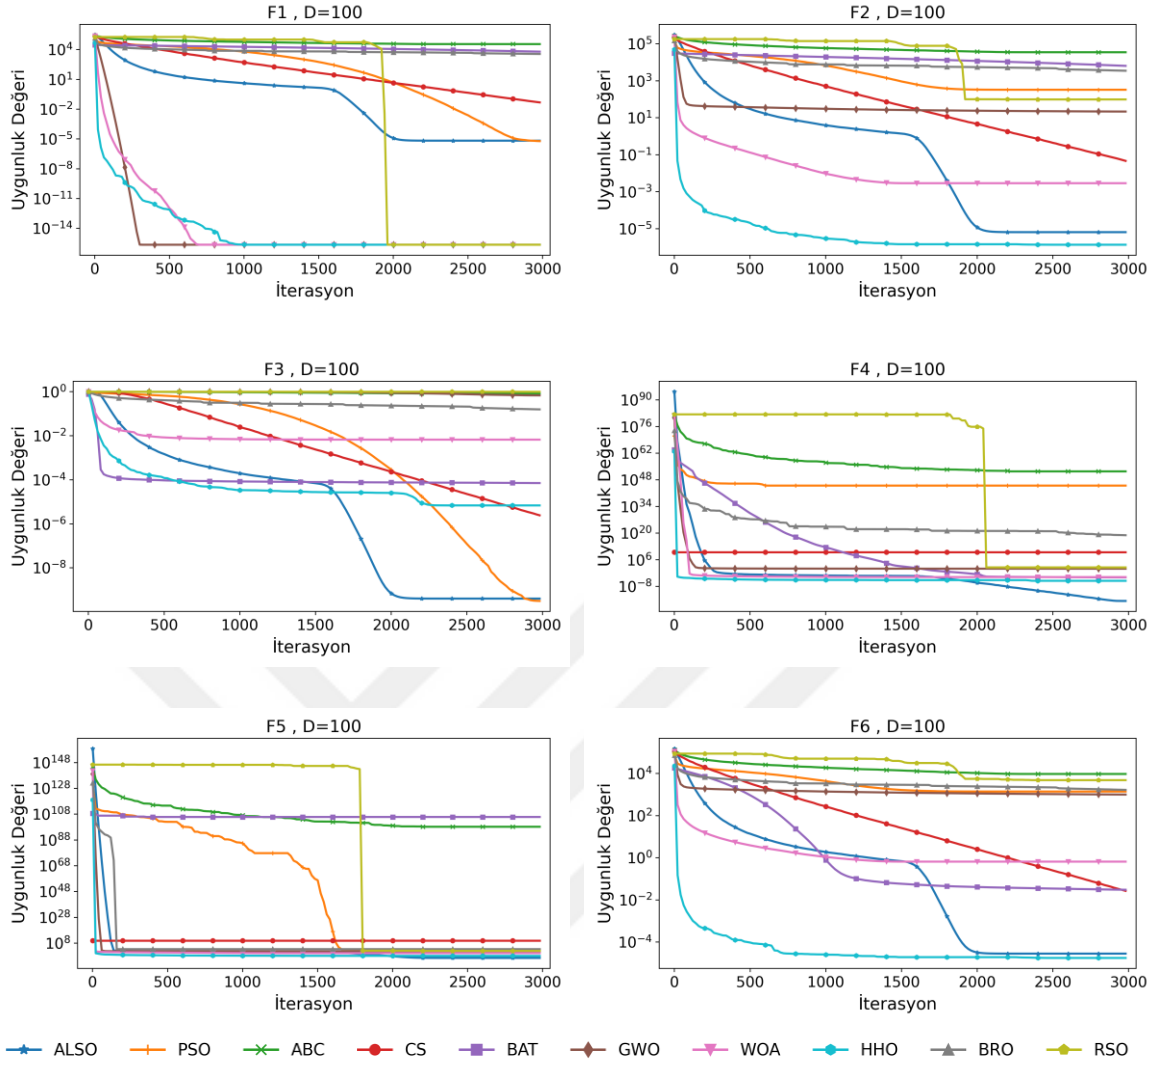 F1 , D=100
Uygunluk Değeri
10^4
10^1
10^-2
10^-5
10^-8
10^-11
10^-14
0 500 1000 1500 2000 2500 3000
İterasyon
F2 , D=100
Uygunluk Değeri
10^5
10^3
10^1
10^-1
10^-3
10^-5
0 500 1000 1500 2000 2500 3000
İterasyon
F3 , D=100
Uygunluk Değeri
10^0
10^-2
10^-4
10^-6
10^-8
0 500 1000 1500 2000 2500 3000
İterasyon
F4 , D=100
Uygunluk Değeri
10^90
10^76
10^62
10^48
10^34
10^20
10^6
10^-8
0 500 1000 1500 2000 2500 3000
İterasyon
F5 , D=100
Uygunluk Değeri
10^148
10^128
10^108
10^88
10^68
10^48
10^28
10^8
0 500 1000 1500 2000 2500 3000
İterasyon
F6 , D=100
Uygunluk Değeri
10^4
10^2
10^0
10^-2
10^-4
0 500 1000 1500 2000 2500 3000
İterasyon
ALSO PSO ABC CS BAT GWO WOA HHO BRO RSO